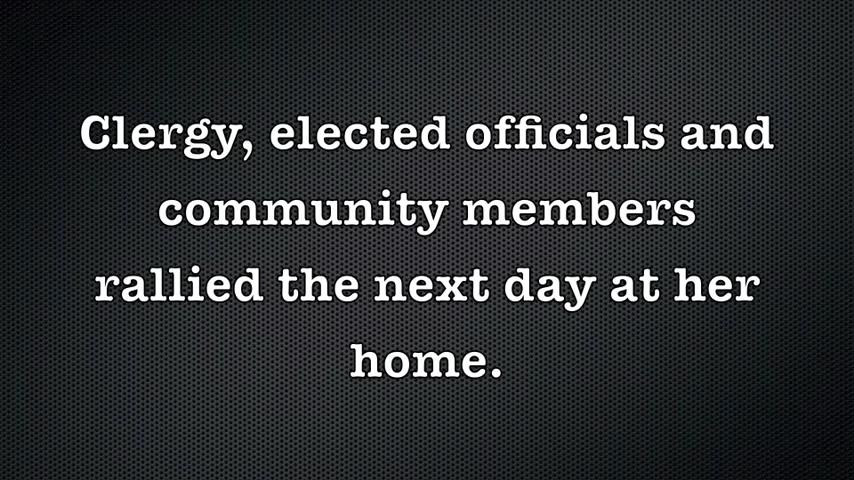 Clergy, elected officials and
community members
rallied the next day at her
home.